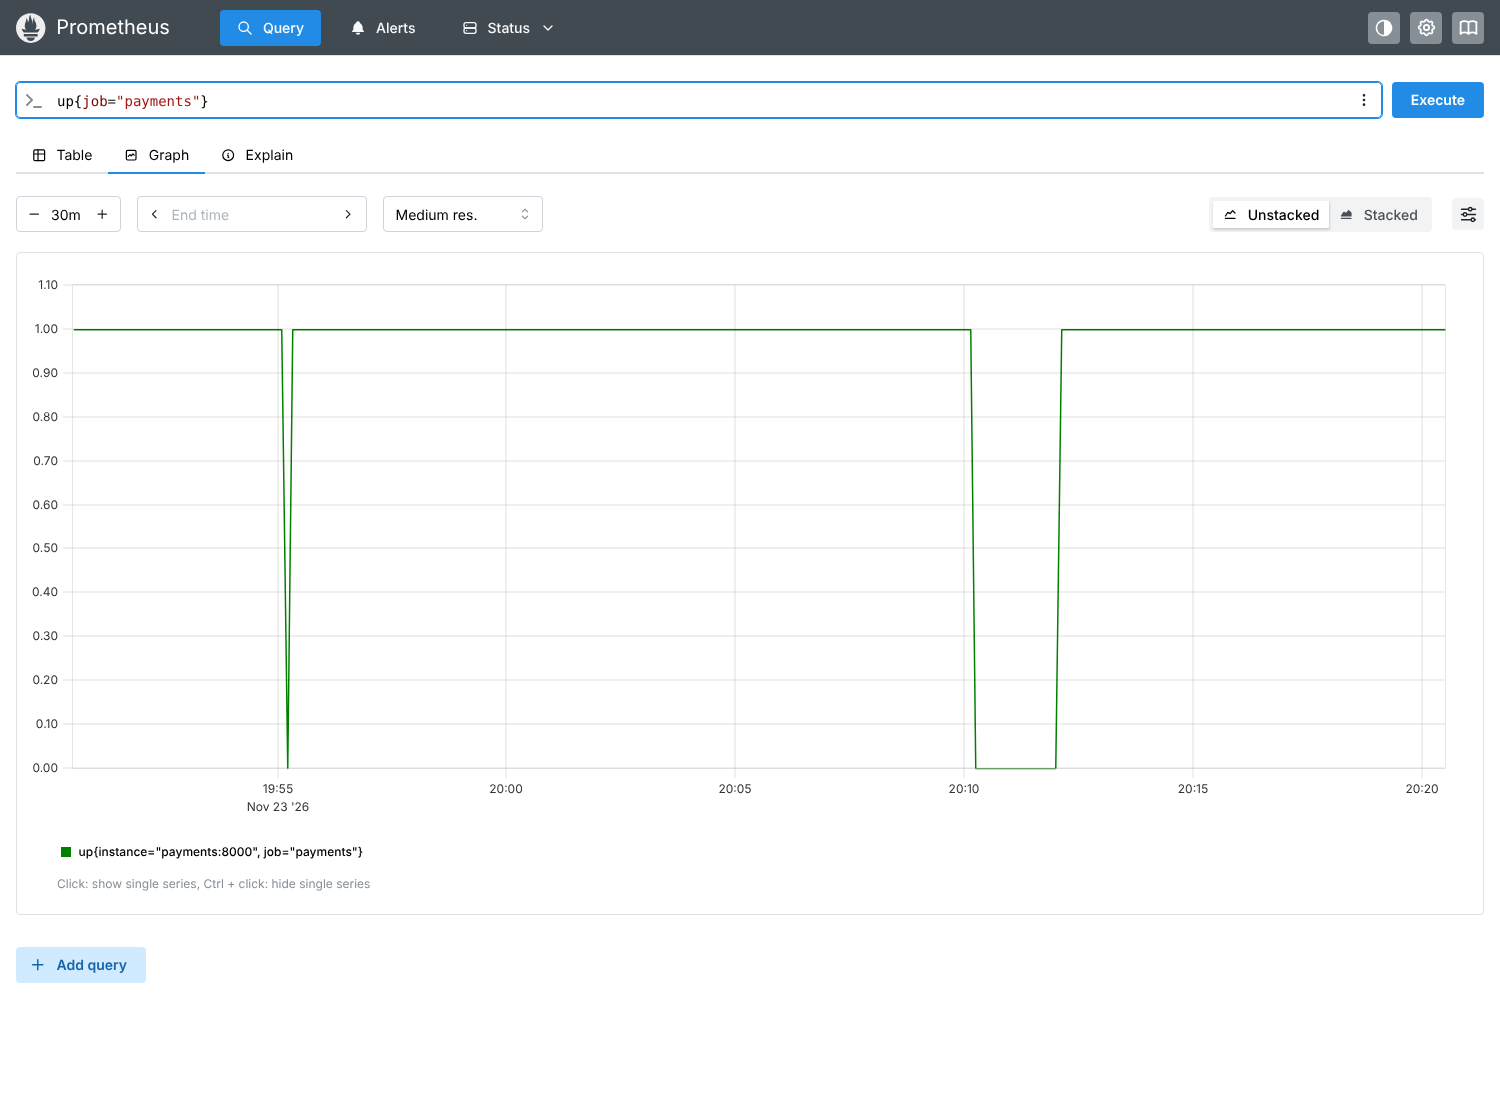 Prometheus
Query
Alerts
Status
>_ up{job="payments"}
Execute
Table
Graph
Explain
30m
End time
Medium res.
Unstacked
Stacked
1.10
1.00
0.90
0.80
0.70
0.60
0.50
0.40
0.30
0.20
0.10
0.00
19:55
20:00
20:05
20:10
20:15
20:20
Nov 23 '26
up{instance="payments:8000", job="payments"}
Click: show single series, Ctrl + click: hide single series
Add query